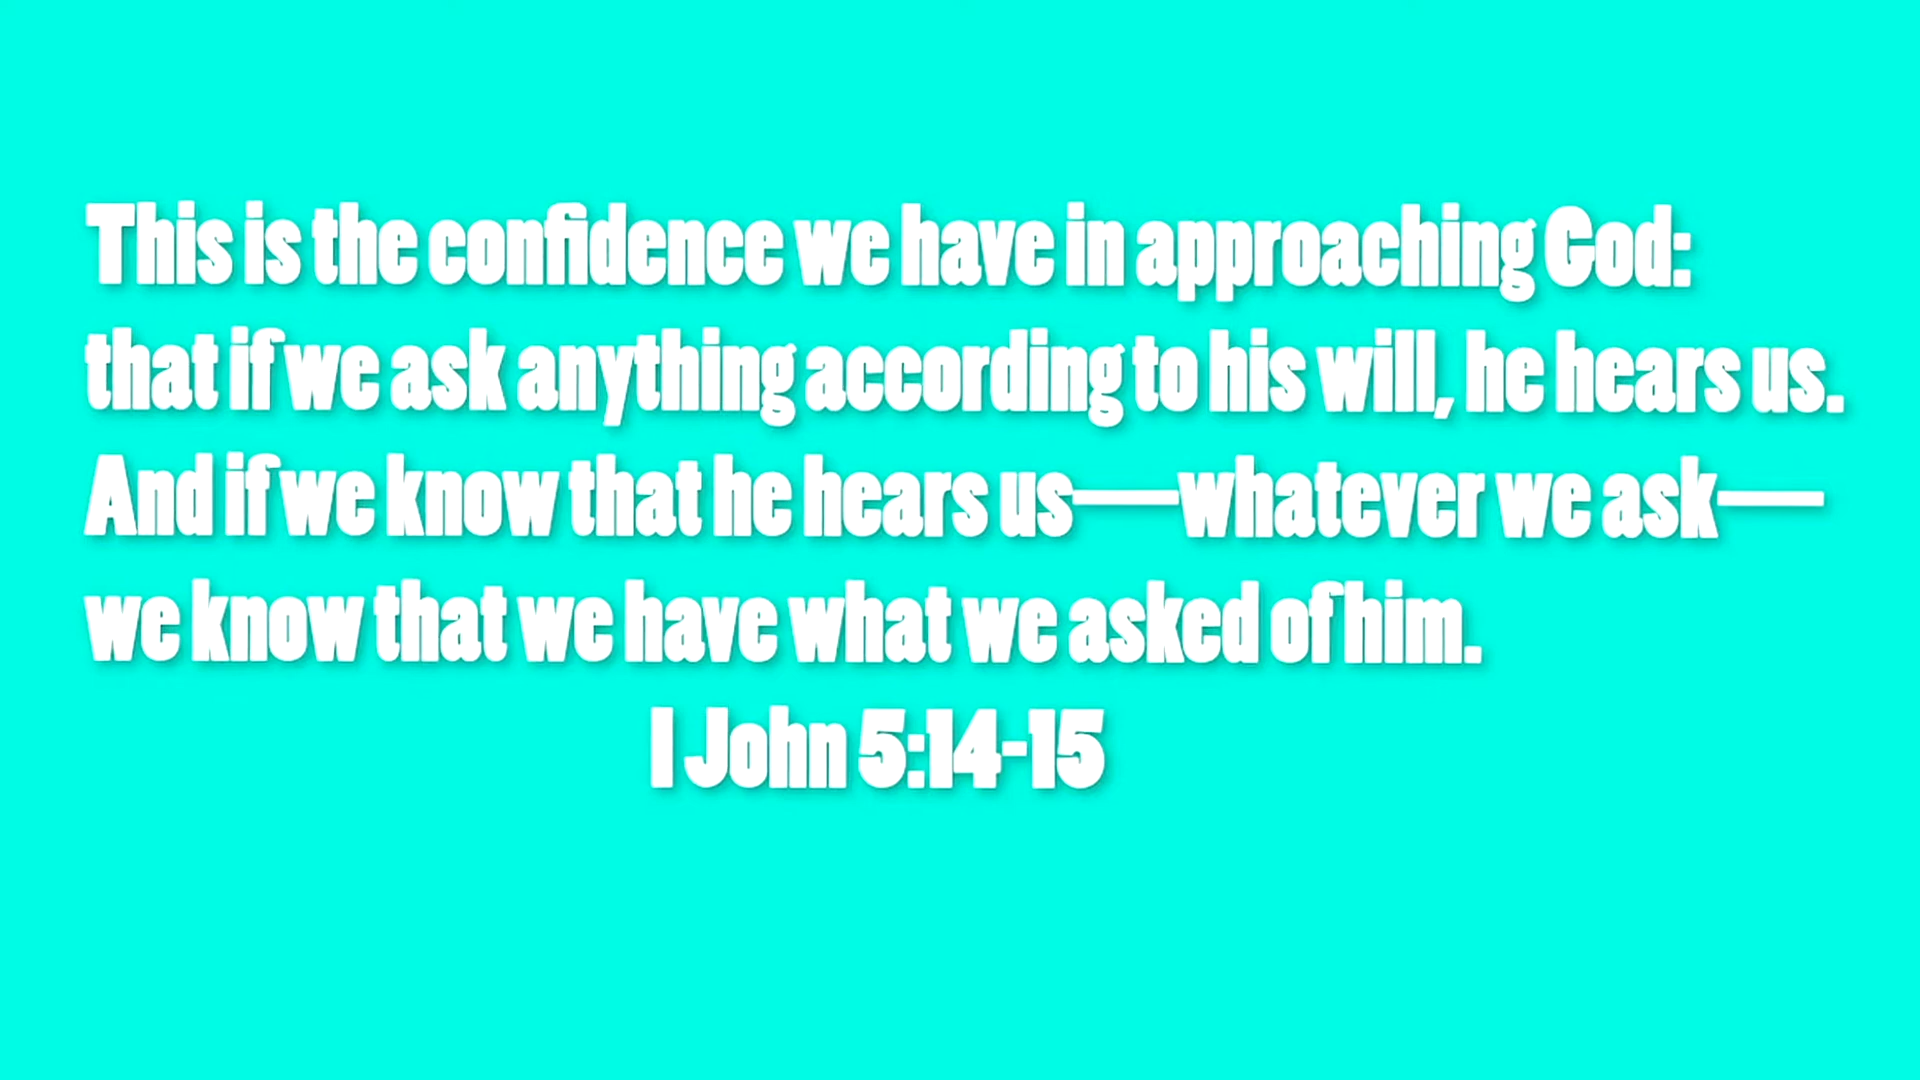 This is the confidence we have in approaching God:
that if we ask anything according to his will, he hears us.
And if we know that he hears us—whatever we ask—
we know that we have what we asked of him.
I John 5:14-15